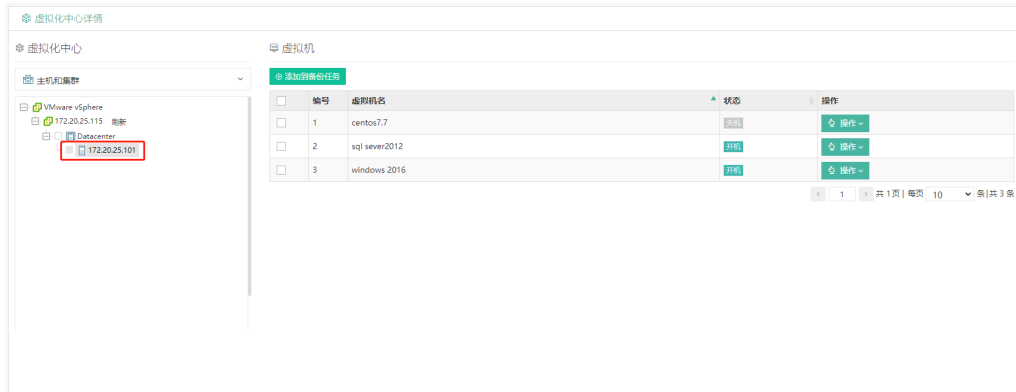 虚拟化中心详情
虚拟化中心
主机和集群
VMware vSphere
172.20.25.115 刷新
Datacenter
172.20.25.101
虚拟机
添加到备份任务
编号 虚拟机名 状态 操作
1 centos7.7 关机 操作
2 sql sever2012 开机 操作
3 windows 2016 开机 操作
1 共 1页| 每页 10 条|共 3 条